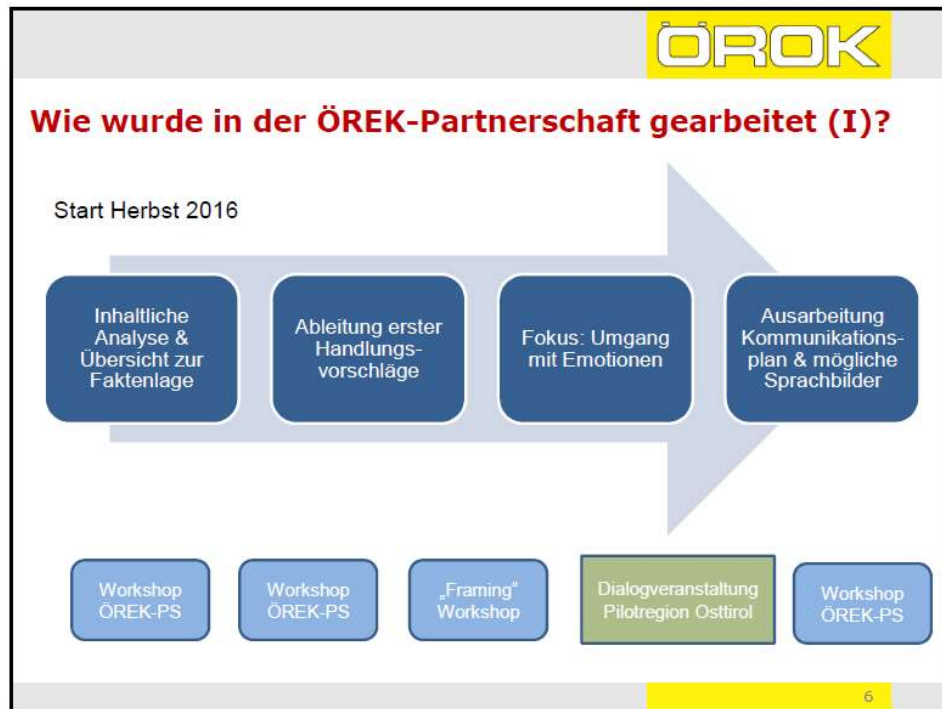 ÖROK
Wie wurde in der ÖREK-Partnerschaft gearbeitet (I)?
Start Herbst 2016
Inhaltliche
Analyse &
Übersicht zur
Faktenlage
Ableitung erster
Handlungs-
vorschläge
Fokus: Umgang
mit Emotionen
Ausarbeitung
Kommunikations-
plan & mögliche
Sprachbilder
Workshop
ÖREK-PS
Workshop
ÖREK-PS
„Framing“
Workshop
Dialogveranstaltung
Pilotregion Osttirol
Workshop
ÖREK-PS
6